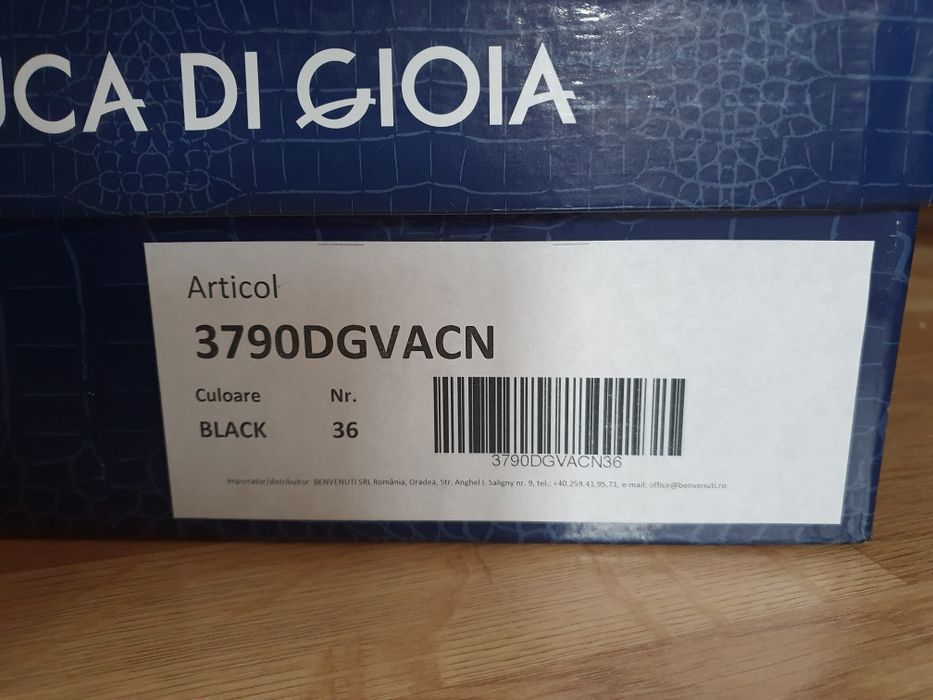 UCA DI GIOIA
Articol
3790DGVACN
Culoare Nr.
BLACK 36
3790DGVACN36
Importator/distribuitor: BENVENUTI SRL România, Oradea, Str. Anghel I. Saligny nr. 9, tel.: +40.259.41.95.71, e-mail: office@benvenuti.ro